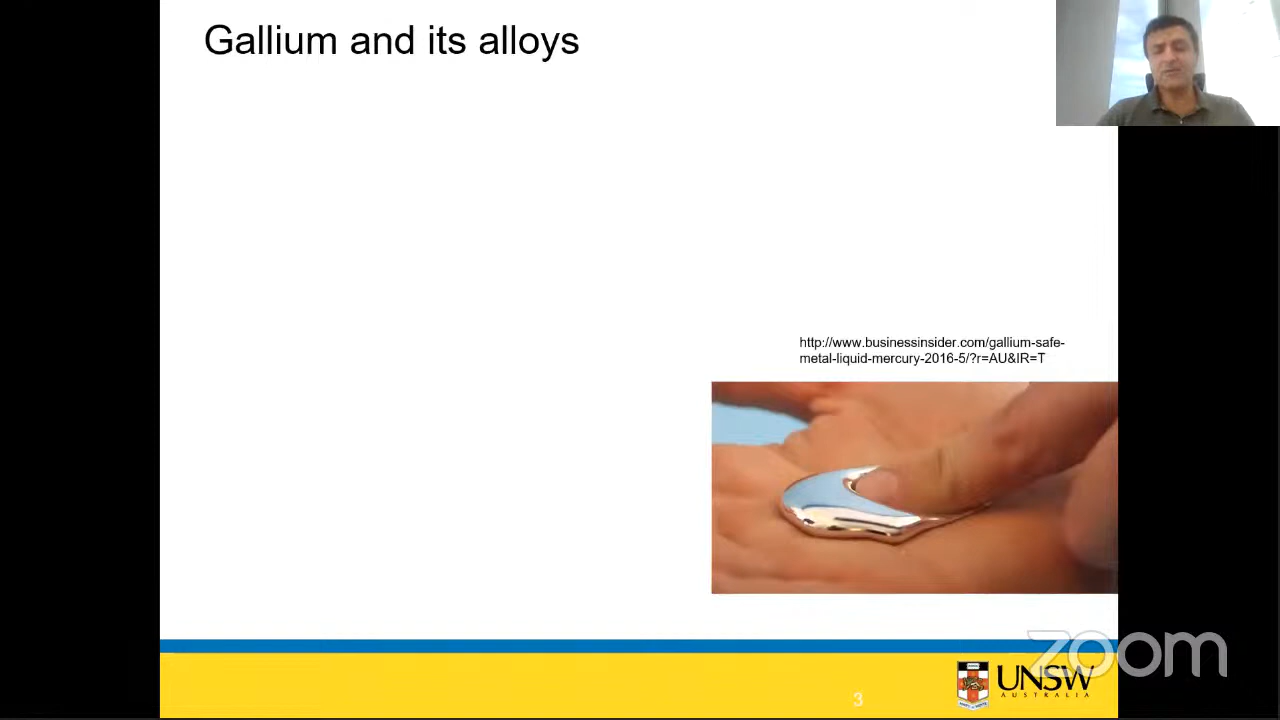 Gallium and its alloys
http://www.businessinsider.com/gallium-safe-
metal-liquid-mercury-2016-5/?r=AU&IR=T
3
UNSW
AUSTRALIA
zoom